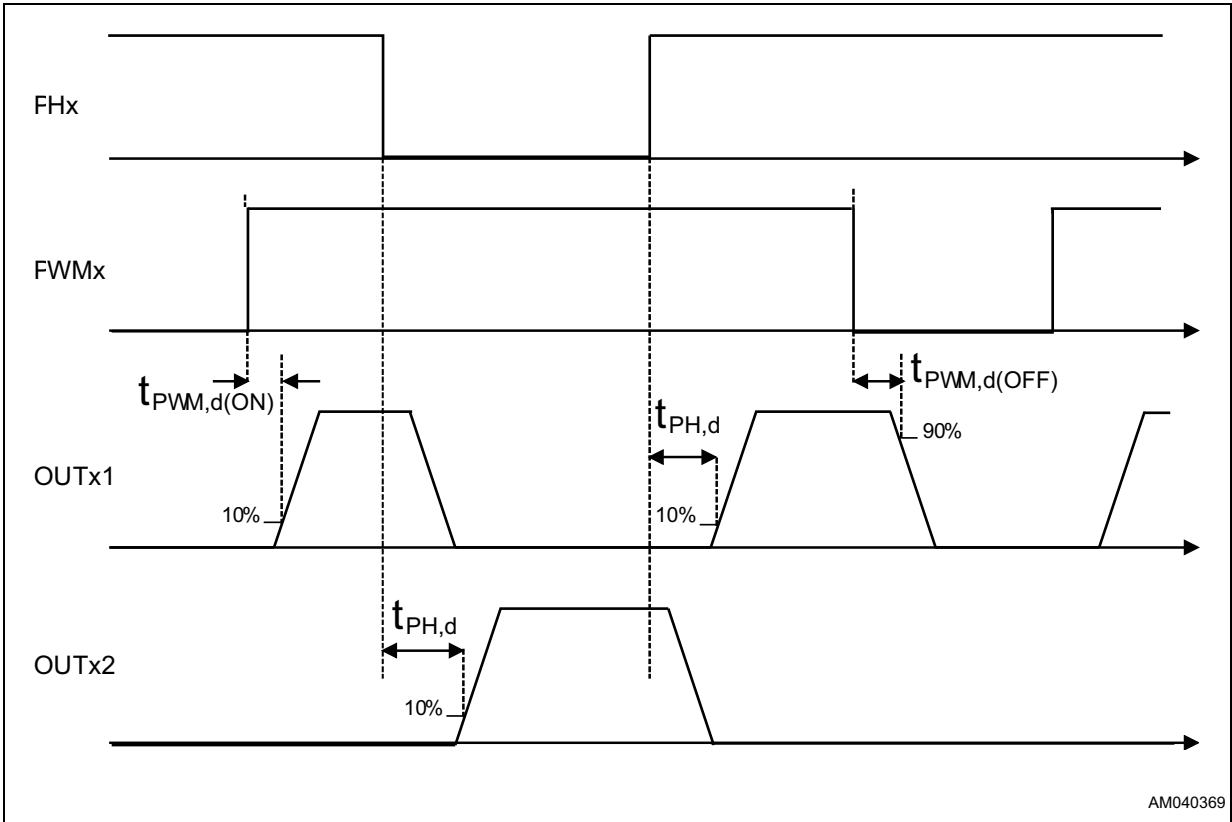 FHx
FWMx
tPWM,d(ON)
tPWM,d(OFF)
tPH,d
90%
OUTx1
10%
10%
tPH,d
OUTx2
10%
AM040369